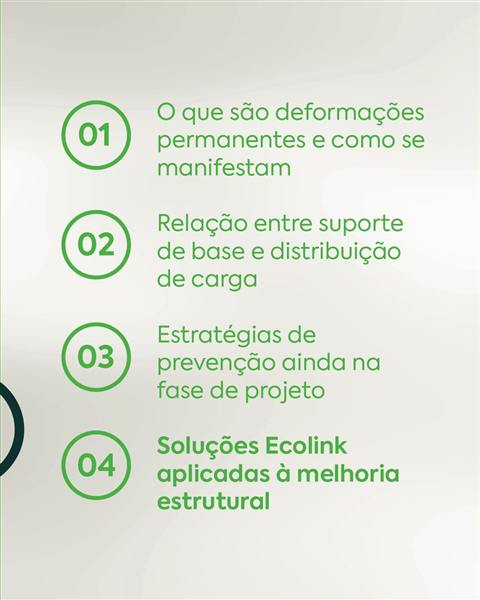 01
O que são deformações
permanentes e como se
manifestam
02
Relação entre suporte
de base e distribuição
de carga
03
Estratégias de
prevenção ainda na
fase de projeto
04
Soluções Ecolink
aplicadas à melhoria
estrutural